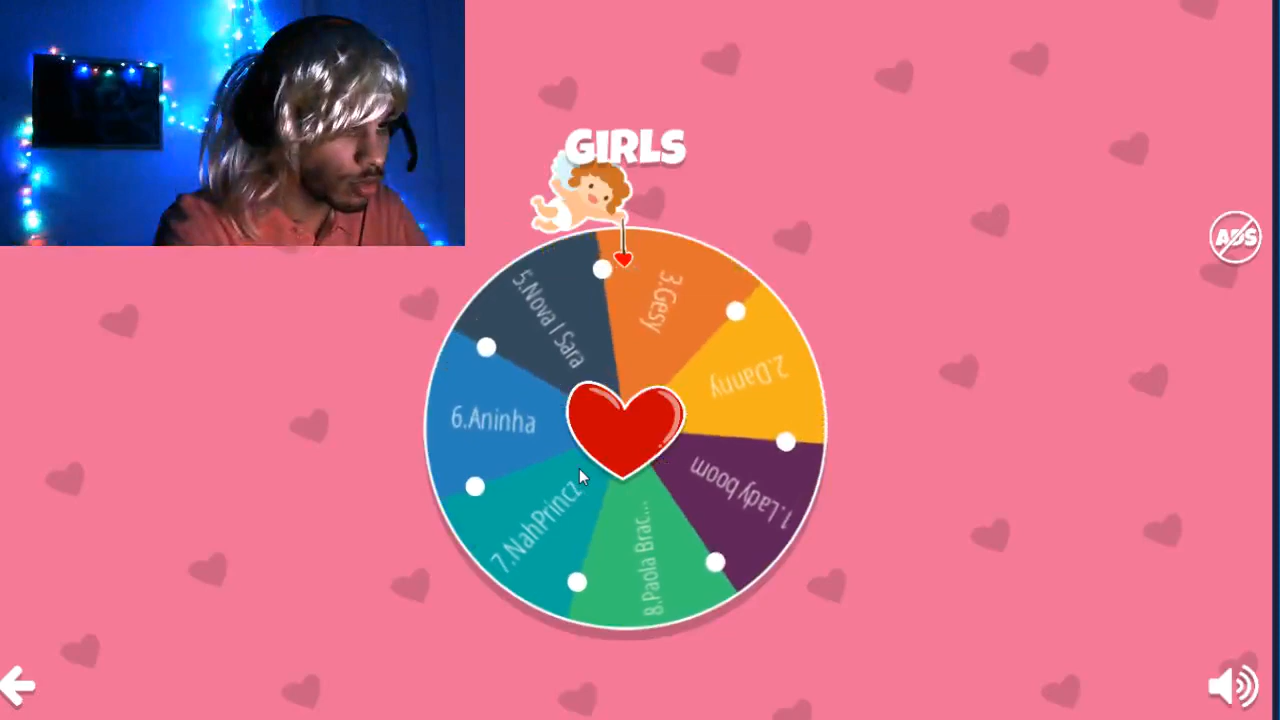 GIRLS
ADS
3.Gesy
5.Nova | Sara
2.Danny
6.Aninha
1.Lady boom
7.NahPrincz
8.Paola Brac...